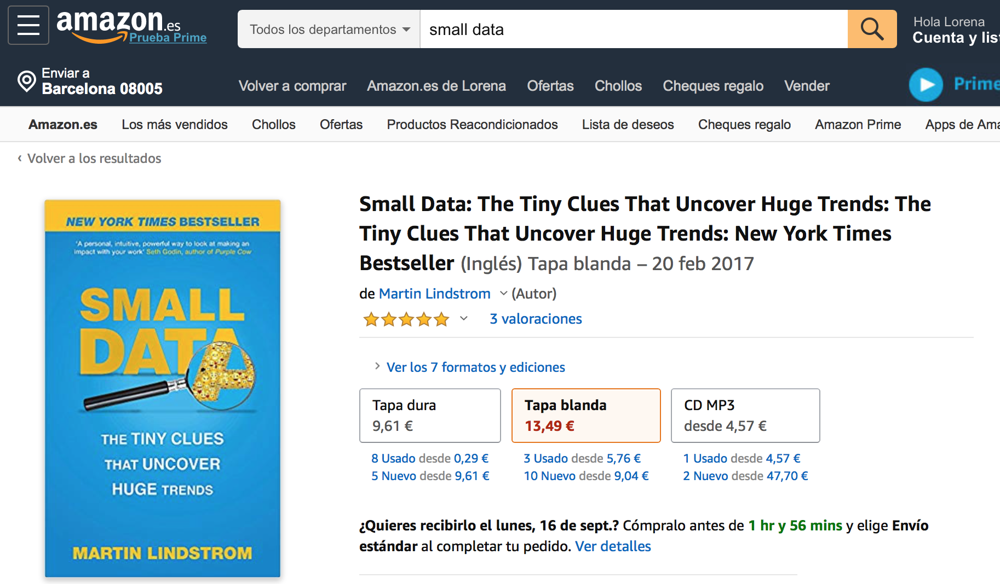 amazon.es
Prueba Prime
Todos los departamentos
small data
Hola Lorena
Cuenta y lis
Enviar a
Barcelona 08005
Volver a comprar Amazon.es de Lorena Ofertas Chollos Cheques regalo Vender
Prime
Amazon.es Los más vendidos Chollos Ofertas Productos Reacondicionados Lista de deseos Cheques regalo Amazon Prime Apps de Ama
‹ Volver a los resultados
NEW YORK TIMES BESTSELLER
'A personal, intuitive, powerful way to look at making an
impact with your work' Seth Godin, author of Purple Cow
SMALL
DATA
THE TINY CLUES
THAT UNCOVER
HUGE TRENDS
MARTIN LINDSTROM
Small Data: The Tiny Clues That Uncover Huge Trends: The
Tiny Clues That Uncover Huge Trends: New York Times
Bestseller (Inglés) Tapa blanda – 20 feb 2017
de Martin Lindstrom (Autor)
3 valoraciones
Ver los 7 formatos y ediciones
Tapa dura
9,61 €
8 Usado desde 0,29 €
5 Nuevo desde 9,61 €
Tapa blanda
13,49 €
3 Usado desde 5,76 €
10 Nuevo desde 9,04 €
CD MP3
desde 4,57 €
1 Usado desde 4,57 €
2 Nuevo desde 47,70 €
¿Quieres recibirlo el lunes, 16 de sept.? Cómpralo antes de 1 hr y 56 mins y elige Envío
estándar al completar tu pedido. Ver detalles